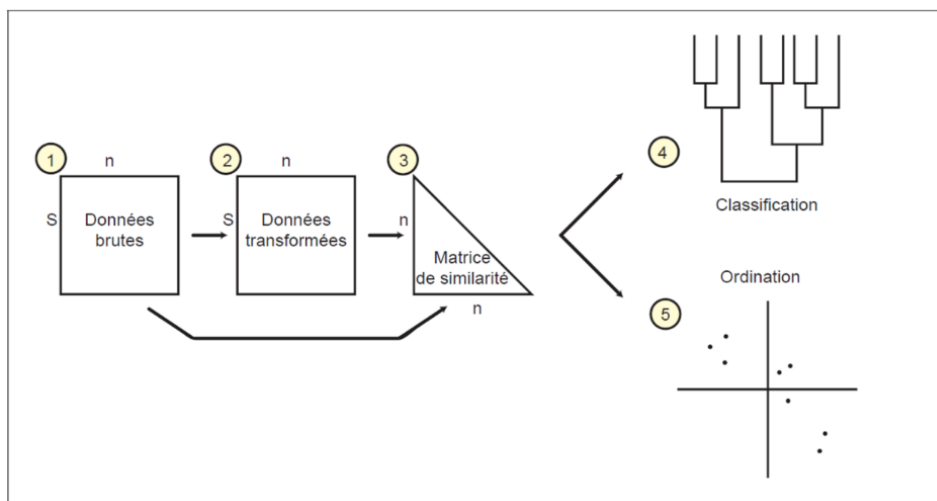 1
n
S
Données
brutes
2
n
S
Données
transformées
3
n
Matrice
de similarité
n
4
Classification
Ordination
5